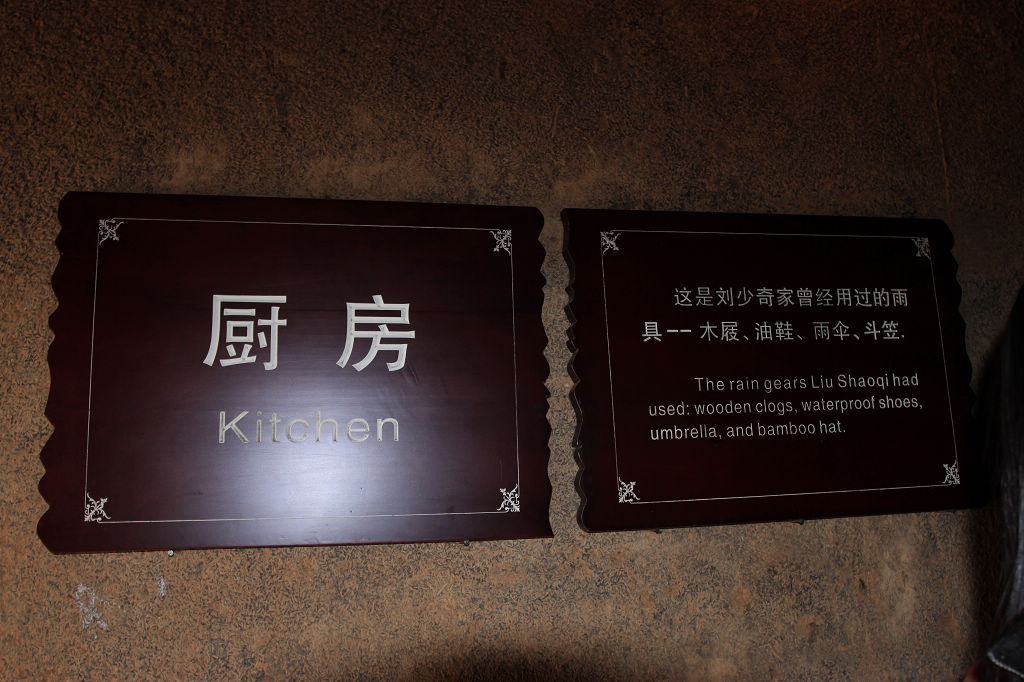 厨房
Kitchen
这是刘少奇家曾经用过的雨
具--木屐、油鞋、雨伞、斗笠.
The rain gears Liu Shaoqi had
used: wooden clogs, waterproof shoes,
umbrella, and bamboo hat.